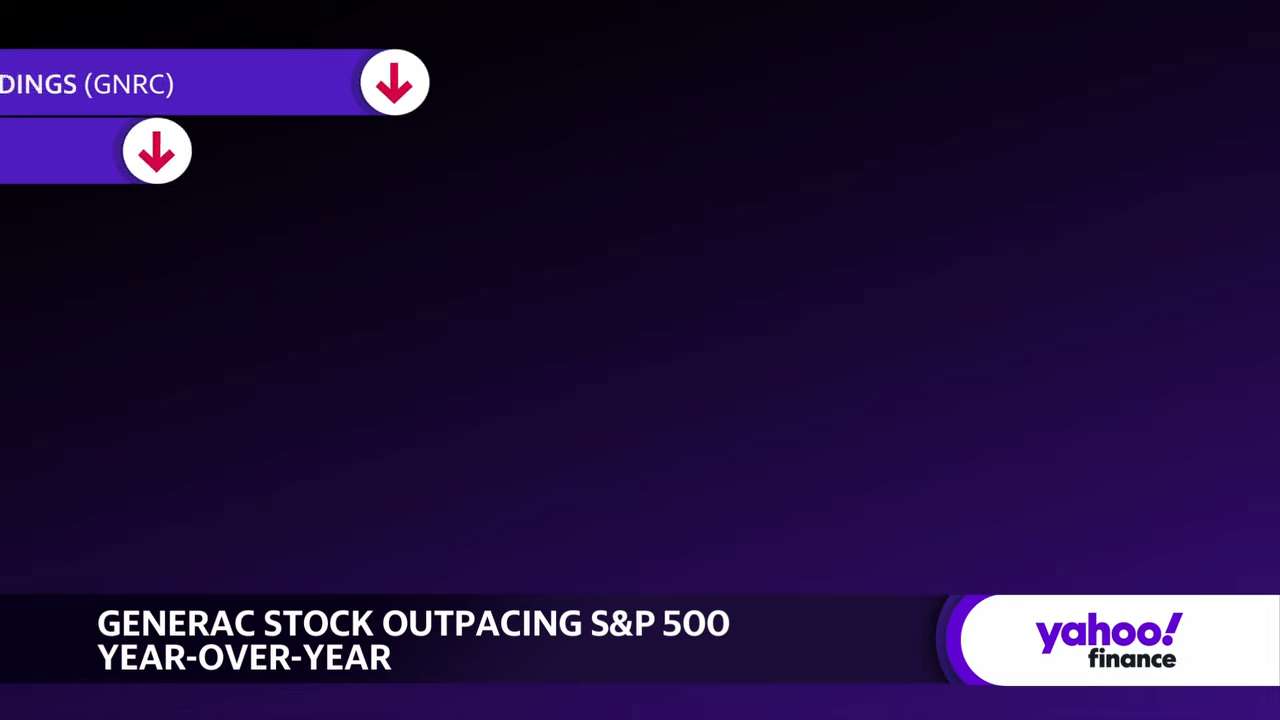 DINGS (GNRC)
GENERAC STOCK OUTPACING S&P 500
YEAR-OVER-YEAR
yahoo!
finance